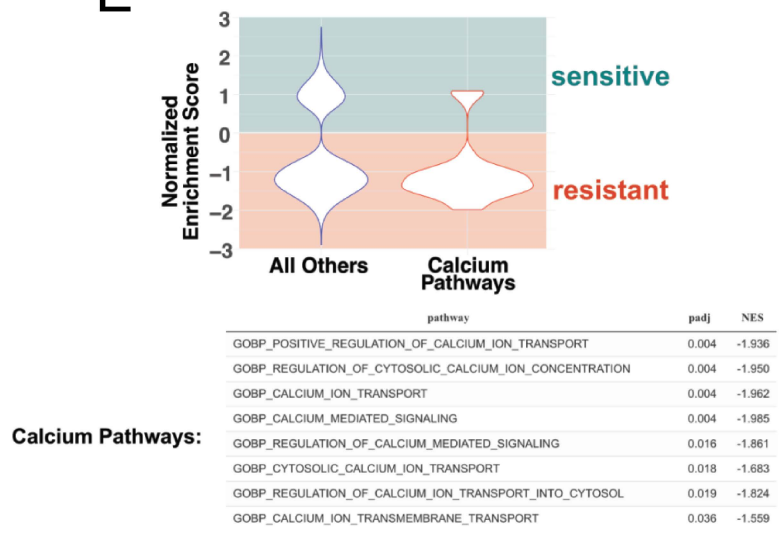 E
3
2
1
0
−1
−2
−3
Normalized
Enrichment Score
sensitive
resistant
All Others
Calcium
Pathways
pathway padj NES
GOBP_POSITIVE_REGULATION_OF_CALCIUM_ION_TRANSPORT 0.004 -1.936
GOBP_REGULATION_OF_CYTOSOLIC_CALCIUM_ION_CONCENTRATION 0.004 -1.950
GOBP_CALCIUM_ION_TRANSPORT 0.004 -1.962
GOBP_CALCIUM_MEDIATED_SIGNALING 0.004 -1.985
Calcium Pathways:
GOBP_REGULATION_OF_CALCIUM_MEDIATED_SIGNALING 0.016 -1.861
GOBP_CYTOSOLIC_CALCIUM_ION_TRANSPORT 0.018 -1.683
GOBP_REGULATION_OF_CALCIUM_ION_TRANSPORT_INTO_CYTOSOL 0.019 -1.824
GOBP_CALCIUM_ION_TRANSMEMBRANE_TRANSPORT 0.036 -1.559